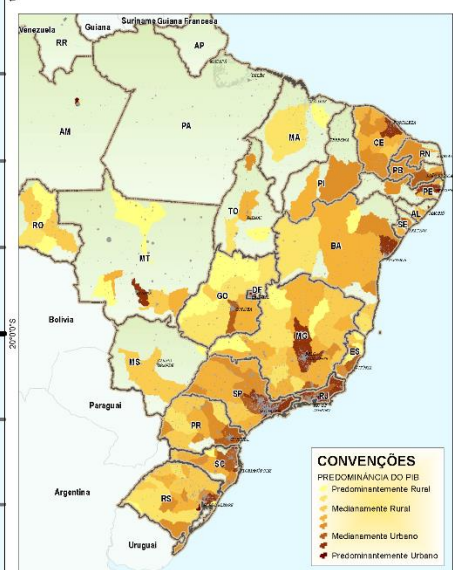 Venezuela
Guiana
Suriname
Guiana Francesa
RR
AP
AM
PA
MA
CE
RN
PB
PE
PI
AL
SE
TO
BA
RO
MT
DF
GO
Bolívia
20°0'0"S
MG
ES
MS
SP
RJ
Paraguai
PR
SC
Argentina
RS
Uruguai
CONVENÇÕES
PREDOMINÂNCIA DO PIB
Predominantemente Rural
Medianamente Rural
Medianamente Urbano
Predominantemente Urbano